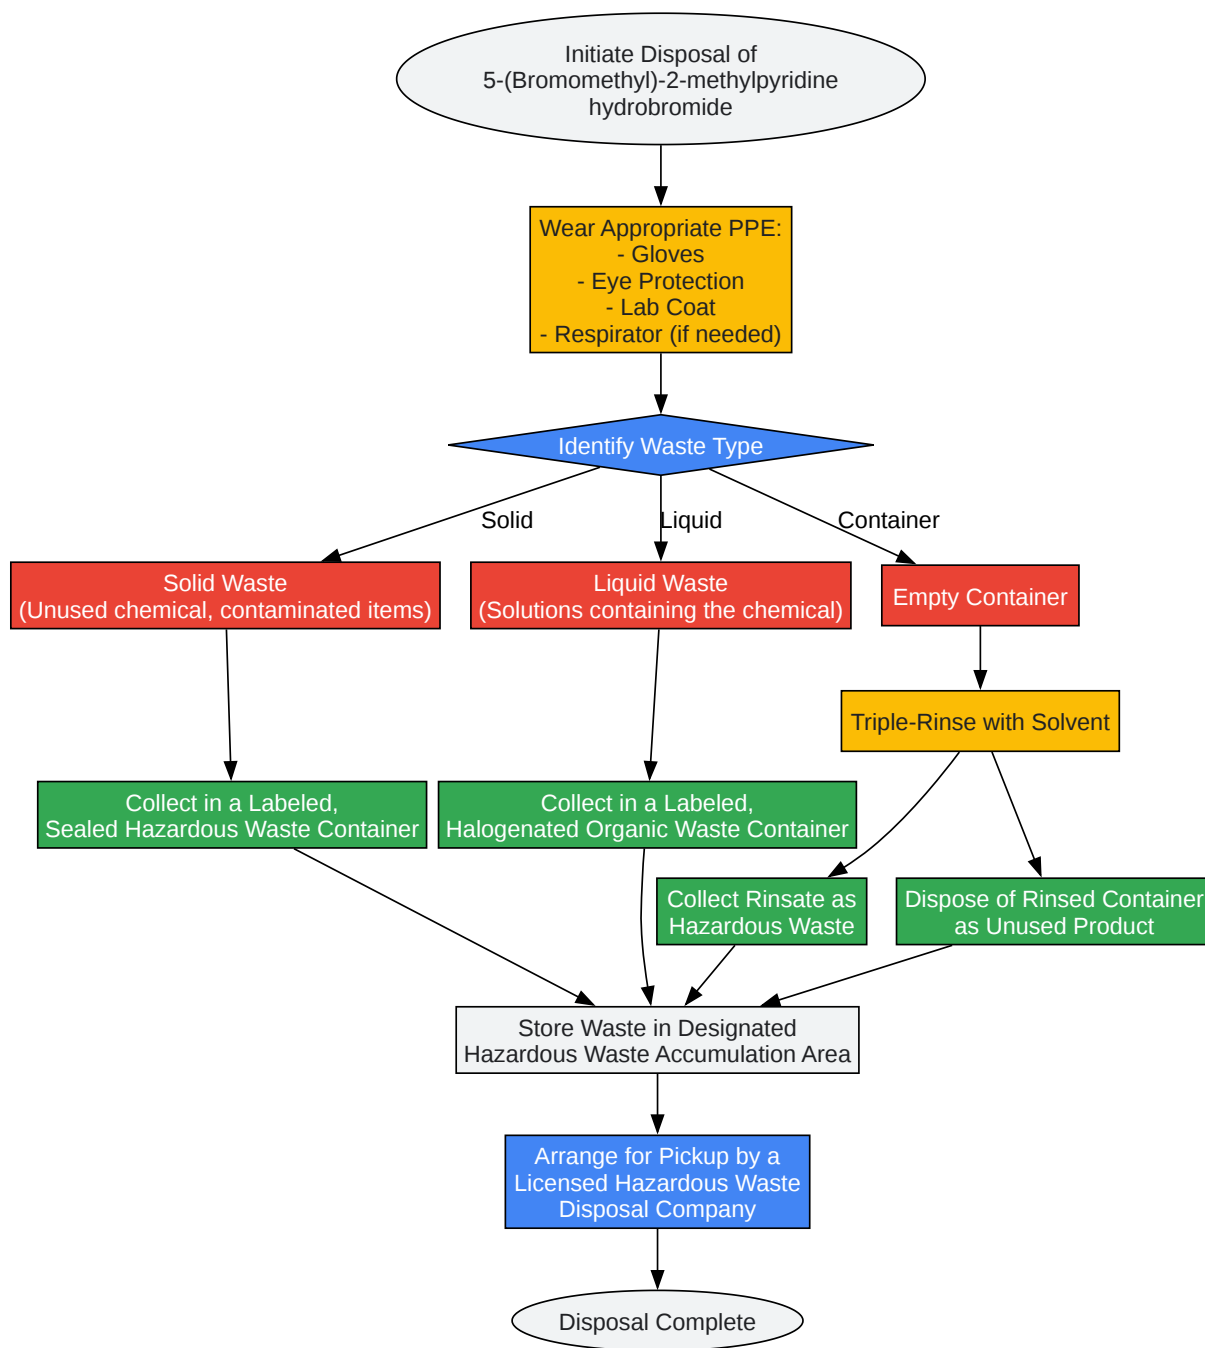 Initiate Disposal of
5-(Bromomethyl)-2-methylpyridine
hydrobromide
Wear Appropriate PPE:
- Gloves
- Eye Protection
- Lab Coat
- Respirator (if needed)
Identify Waste Type
Solid
Liquid
Container
Solid Waste
(Unused chemical, contaminated items)
Liquid Waste
(Solutions containing the chemical)
Empty Container
Triple-Rinse with Solvent
Collect in a Labeled,
Sealed Hazardous Waste Container
Collect in a Labeled,
Halogenated Organic Waste Container
Collect Rinsate as
Hazardous Waste
Dispose of Rinsed Container
as Unused Product
Store Waste in Designated
Hazardous Waste Accumulation Area
Arrange for Pickup by a
Licensed Hazardous Waste
Disposal Company
Disposal Complete